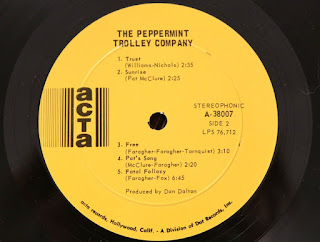 THE PEPPERMINT
TROLLEY COMPANY
1. Trust
(Williams-Nichols) 2:35
2. Sunrise
(Pat McClure) 2:25
acta
STEREOPHONIC
A-38007
SIDE 2
LPS 76,712
3. Free
(Faragher-Faragher-Tornquist) 3:10
4. Pat's Song
(McClure-Faragher) 2:20
5. Fatal Fallacy
(Faragher-Fox) 6:45
Produced by Dan Dalton
acta records, Hollywood, Calif. - A Division of Dot Records, Inc.